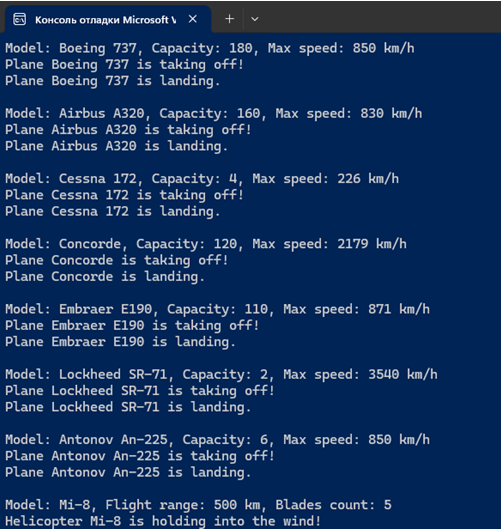 Консоль отладки Microsoft V
Model: Boeing 737, Capacity: 180, Max speed: 850 km/h
Plane Boeing 737 is taking off!
Plane Boeing 737 is landing.
Model: Airbus A320, Capacity: 160, Max speed: 830 km/h
Plane Airbus A320 is taking off!
Plane Airbus A320 is landing.
Model: Cessna 172, Capacity: 4, Max speed: 226 km/h
Plane Cessna 172 is taking off!
Plane Cessna 172 is landing.
Model: Concorde, Capacity: 120, Max speed: 2179 km/h
Plane Concorde is taking off!
Plane Concorde is landing.
Model: Embraer E190, Capacity: 110, Max speed: 871 km/h
Plane Embraer E190 is taking off!
Plane Embraer E190 is landing.
Model: Lockheed SR-71, Capacity: 2, Max speed: 3540 km/h
Plane Lockheed SR-71 is taking off!
Plane Lockheed SR-71 is landing.
Model: Antonov An-225, Capacity: 6, Max speed: 850 km/h
Plane Antonov An-225 is taking off!
Plane Antonov An-225 is landing.
Model: Mi-8, Flight range: 500 km, Blades count: 5
Helicopter Mi-8 is holding into the wind!